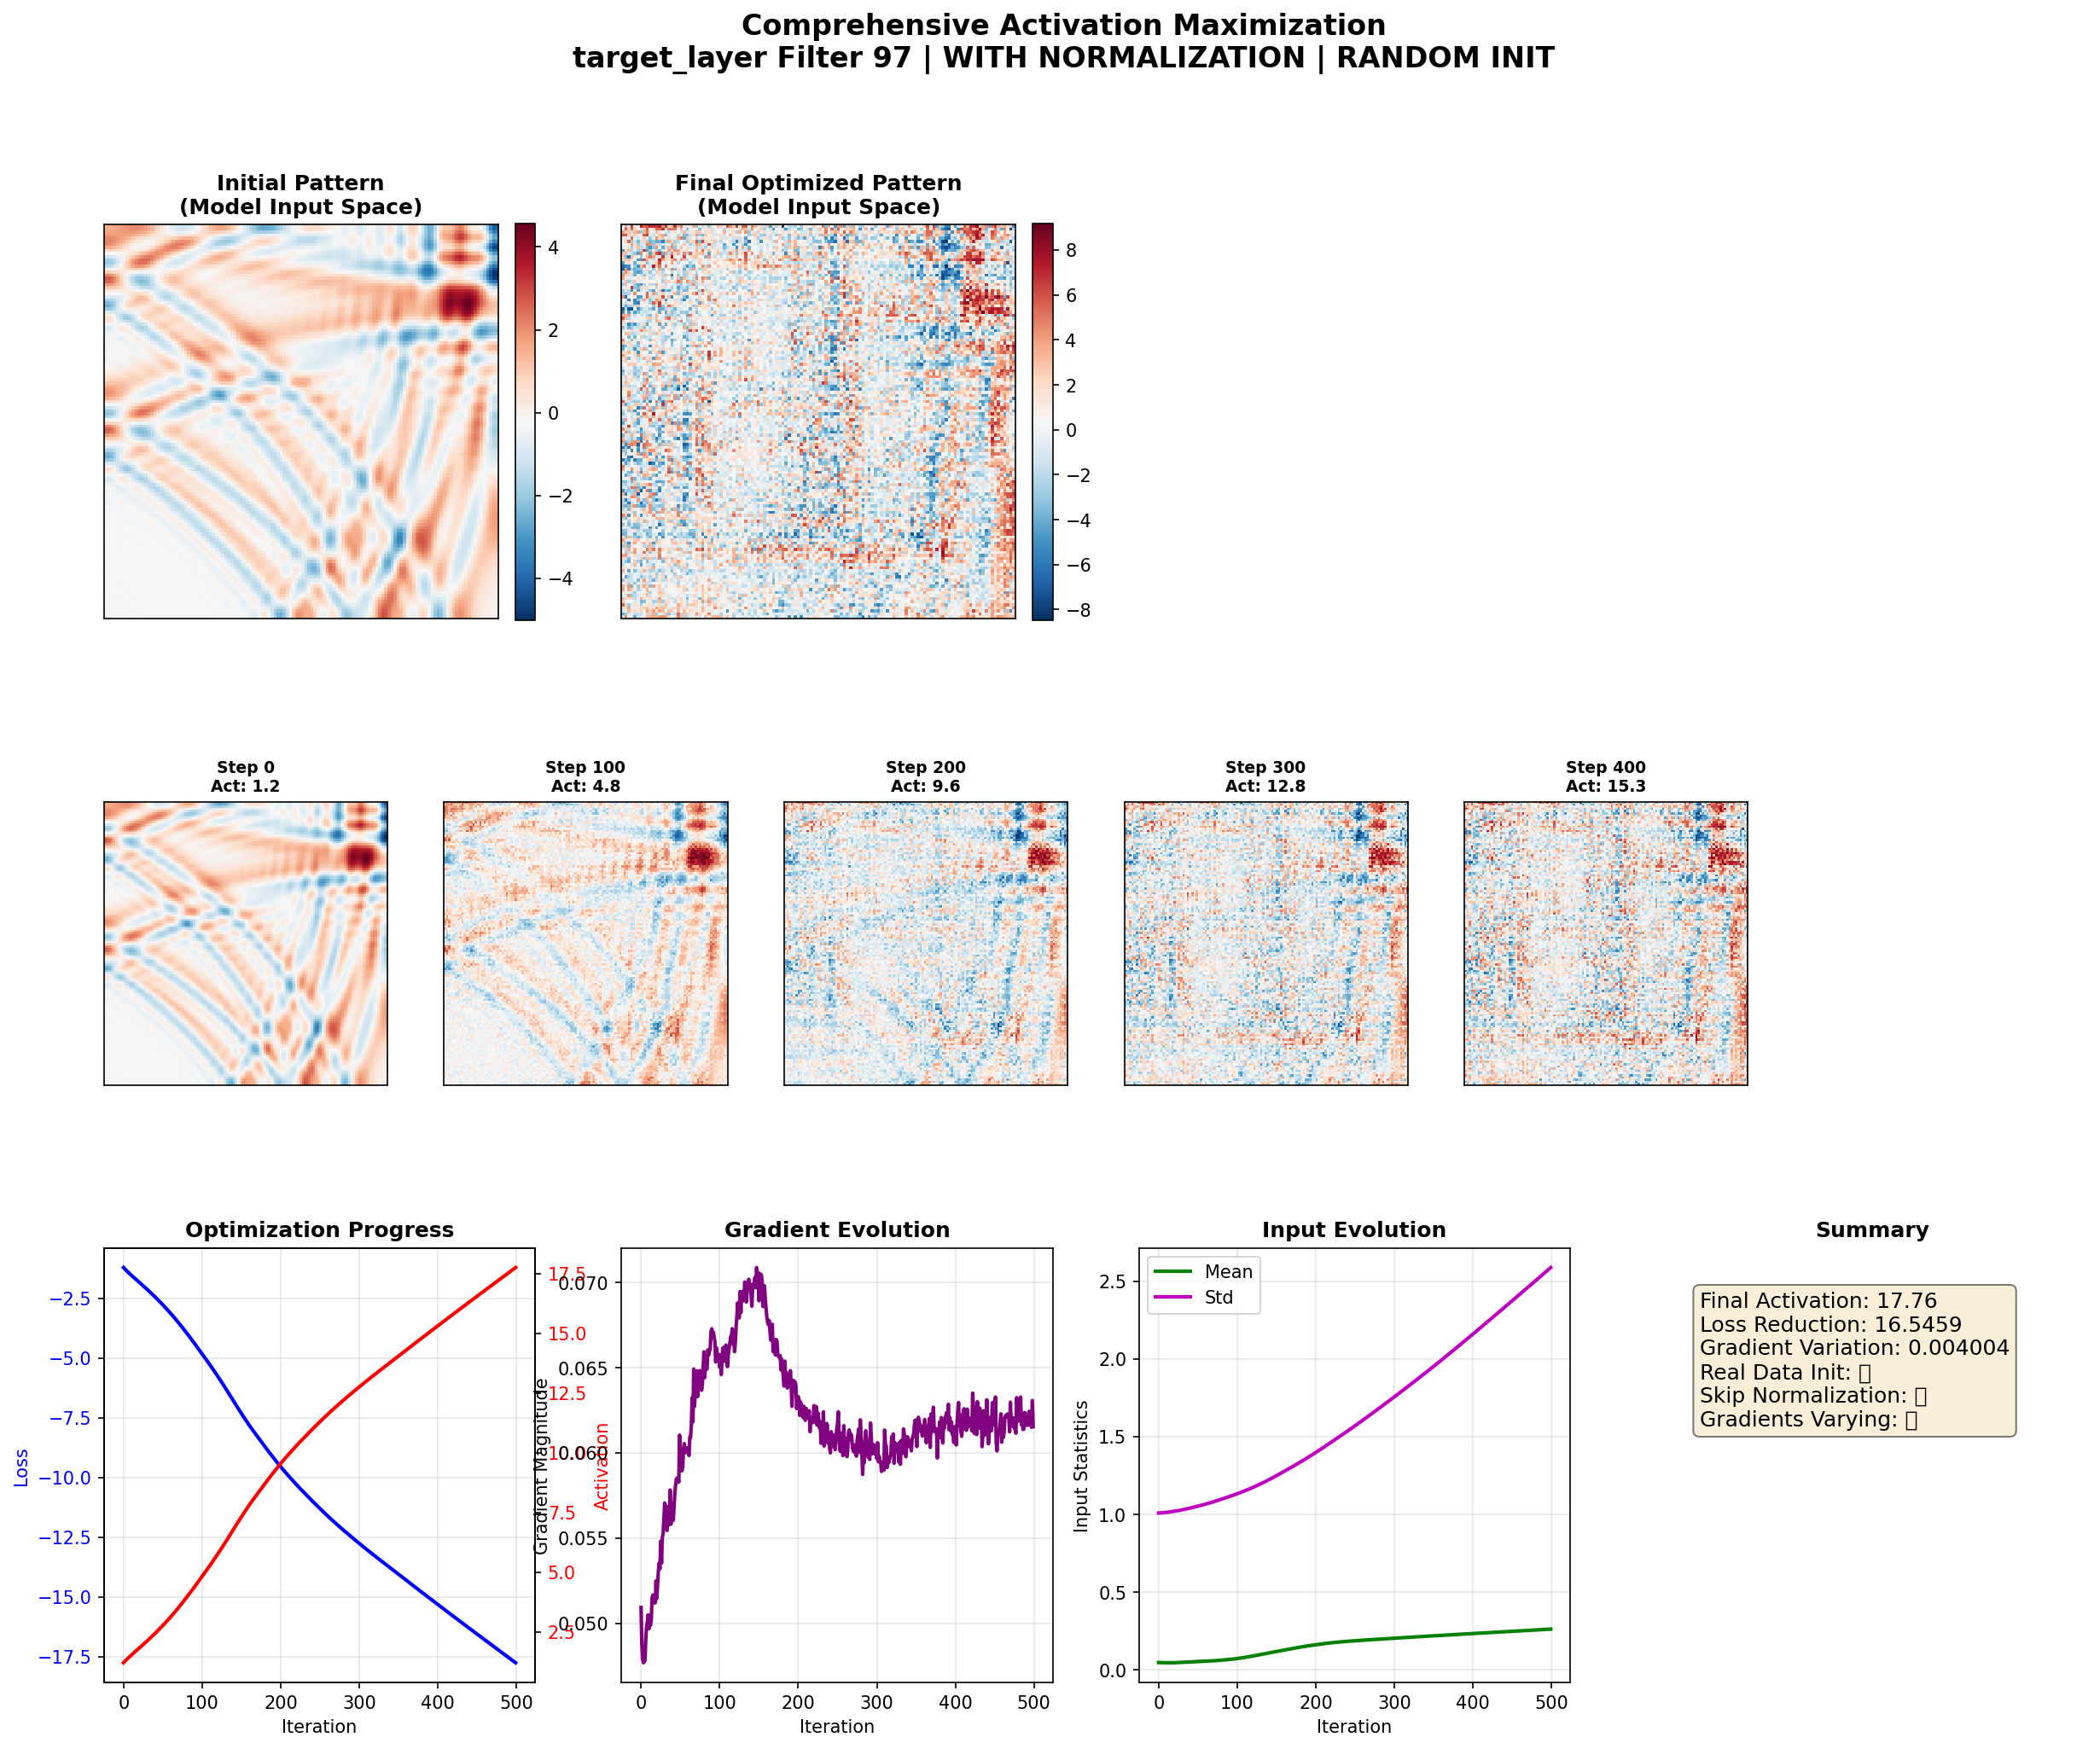 Comprehensive Activation Maximization
target_layer Filter 97 | WITH NORMALIZATION | RANDOM INIT
Initial Pattern
(Model Input Space)
4
2
0
−2
−4
Final Optimized Pattern
(Model Input Space)
8
6
4
2
0
−2
−4
−6
−8
Step 0
Act: 1.2
Step 100
Act: 4.8
Step 200
Act: 9.6
Step 300
Act: 12.8
Step 400
Act: 15.3
Optimization Progress
Loss
−2.5
−5.0
−7.5
−10.0
−12.5
−15.0
−17.5
0 100 200 300 400 500
Iteration
17.5
15.0
12.5
10.0
7.5
5.0
2.5
Activation
Gradient Evolution
Gradient Magnitude
0.070
0.065
0.060
0.055
0.050
0 100 200 300 400 500
Iteration
Input Evolution
Mean
Std
Input Statistics
2.5
2.0
1.5
1.0
0.5
0.0
0 100 200 300 400 500
Iteration
Summary
Final Activation: 17.76
Loss Reduction: 16.5459
Gradient Variation: 0.004004
Real Data Init:
Skip Normalization:
Gradients Varying: